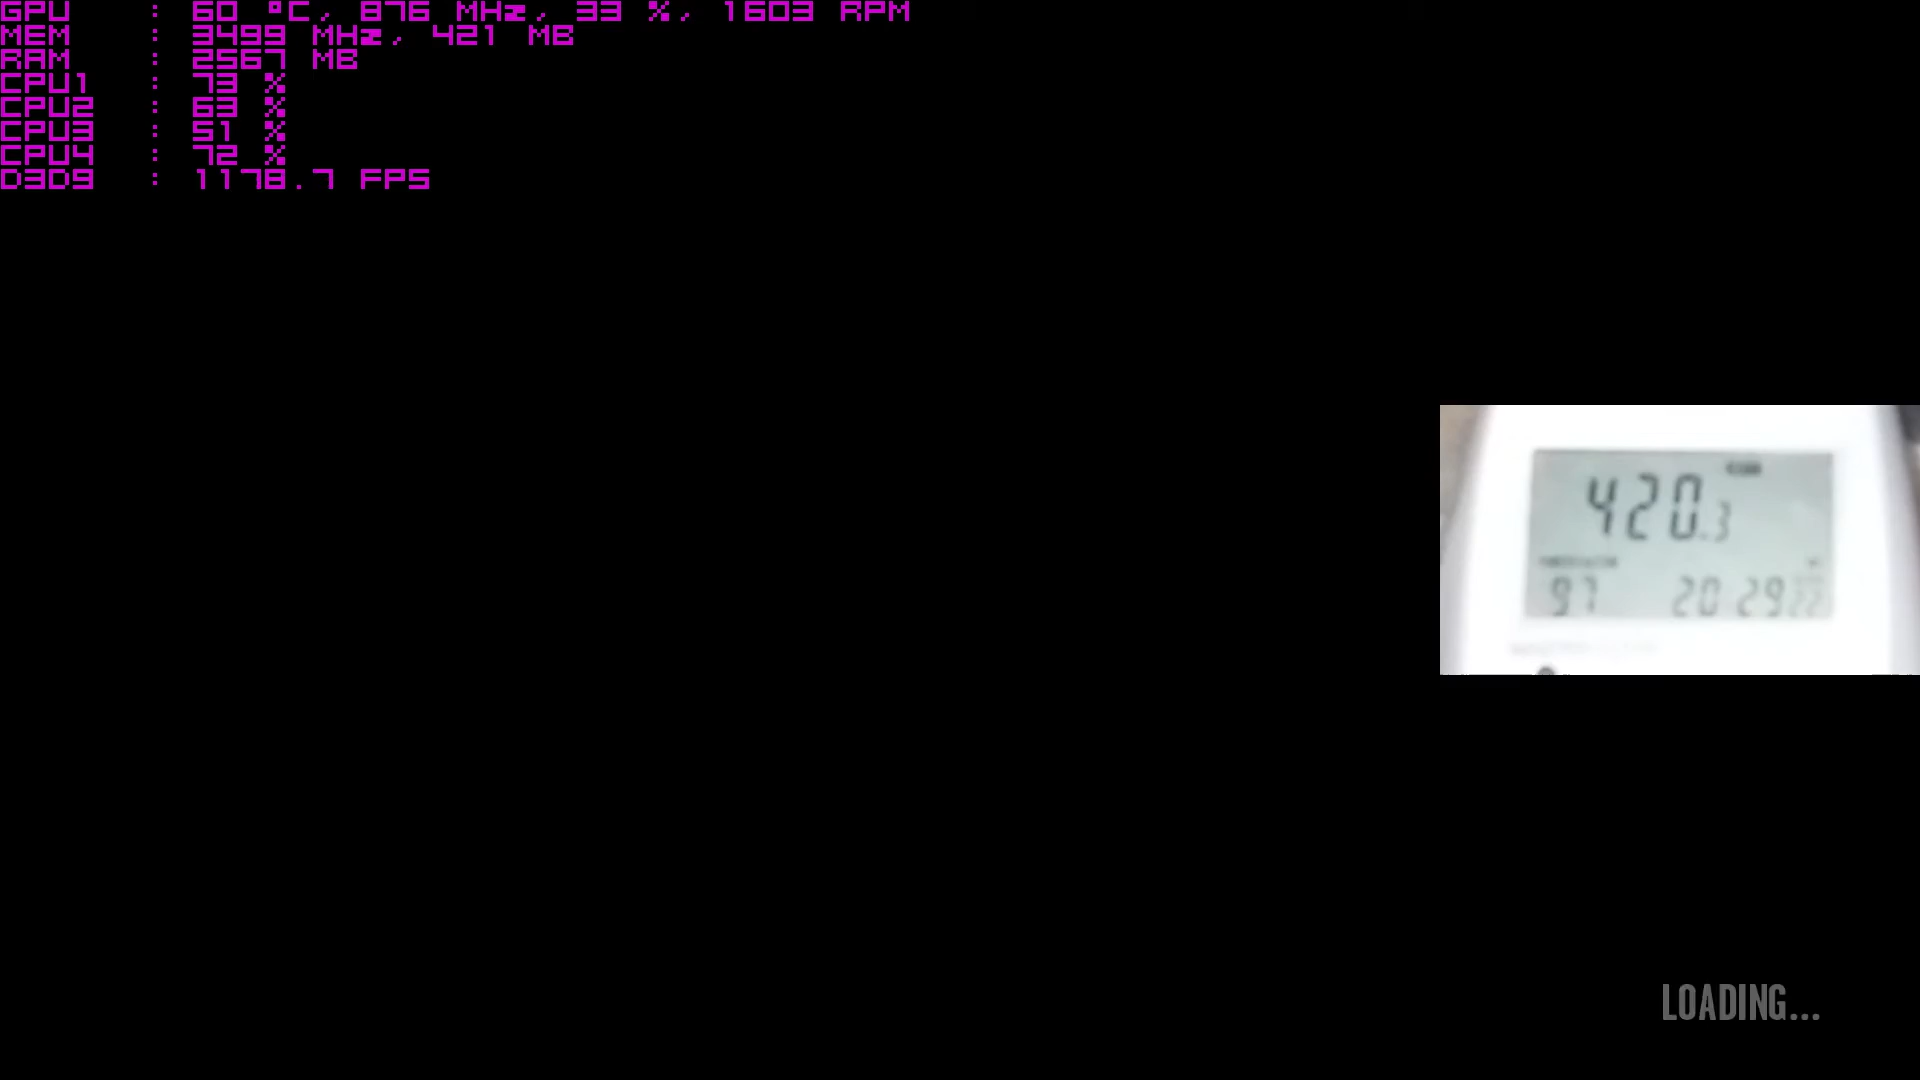 GPU : 60 °C, 876 MHz, 33 %, 1603 RPM
MEM : 3499 MHz, 421 MB
RAM : 2567 MB
CPU1 : 73 %
CPU2 : 63 %
CPU3 : 51 %
CPU4 : 72 %
D3D9 : 1178.7 FPS
420.3
97 20 29
LOADING...